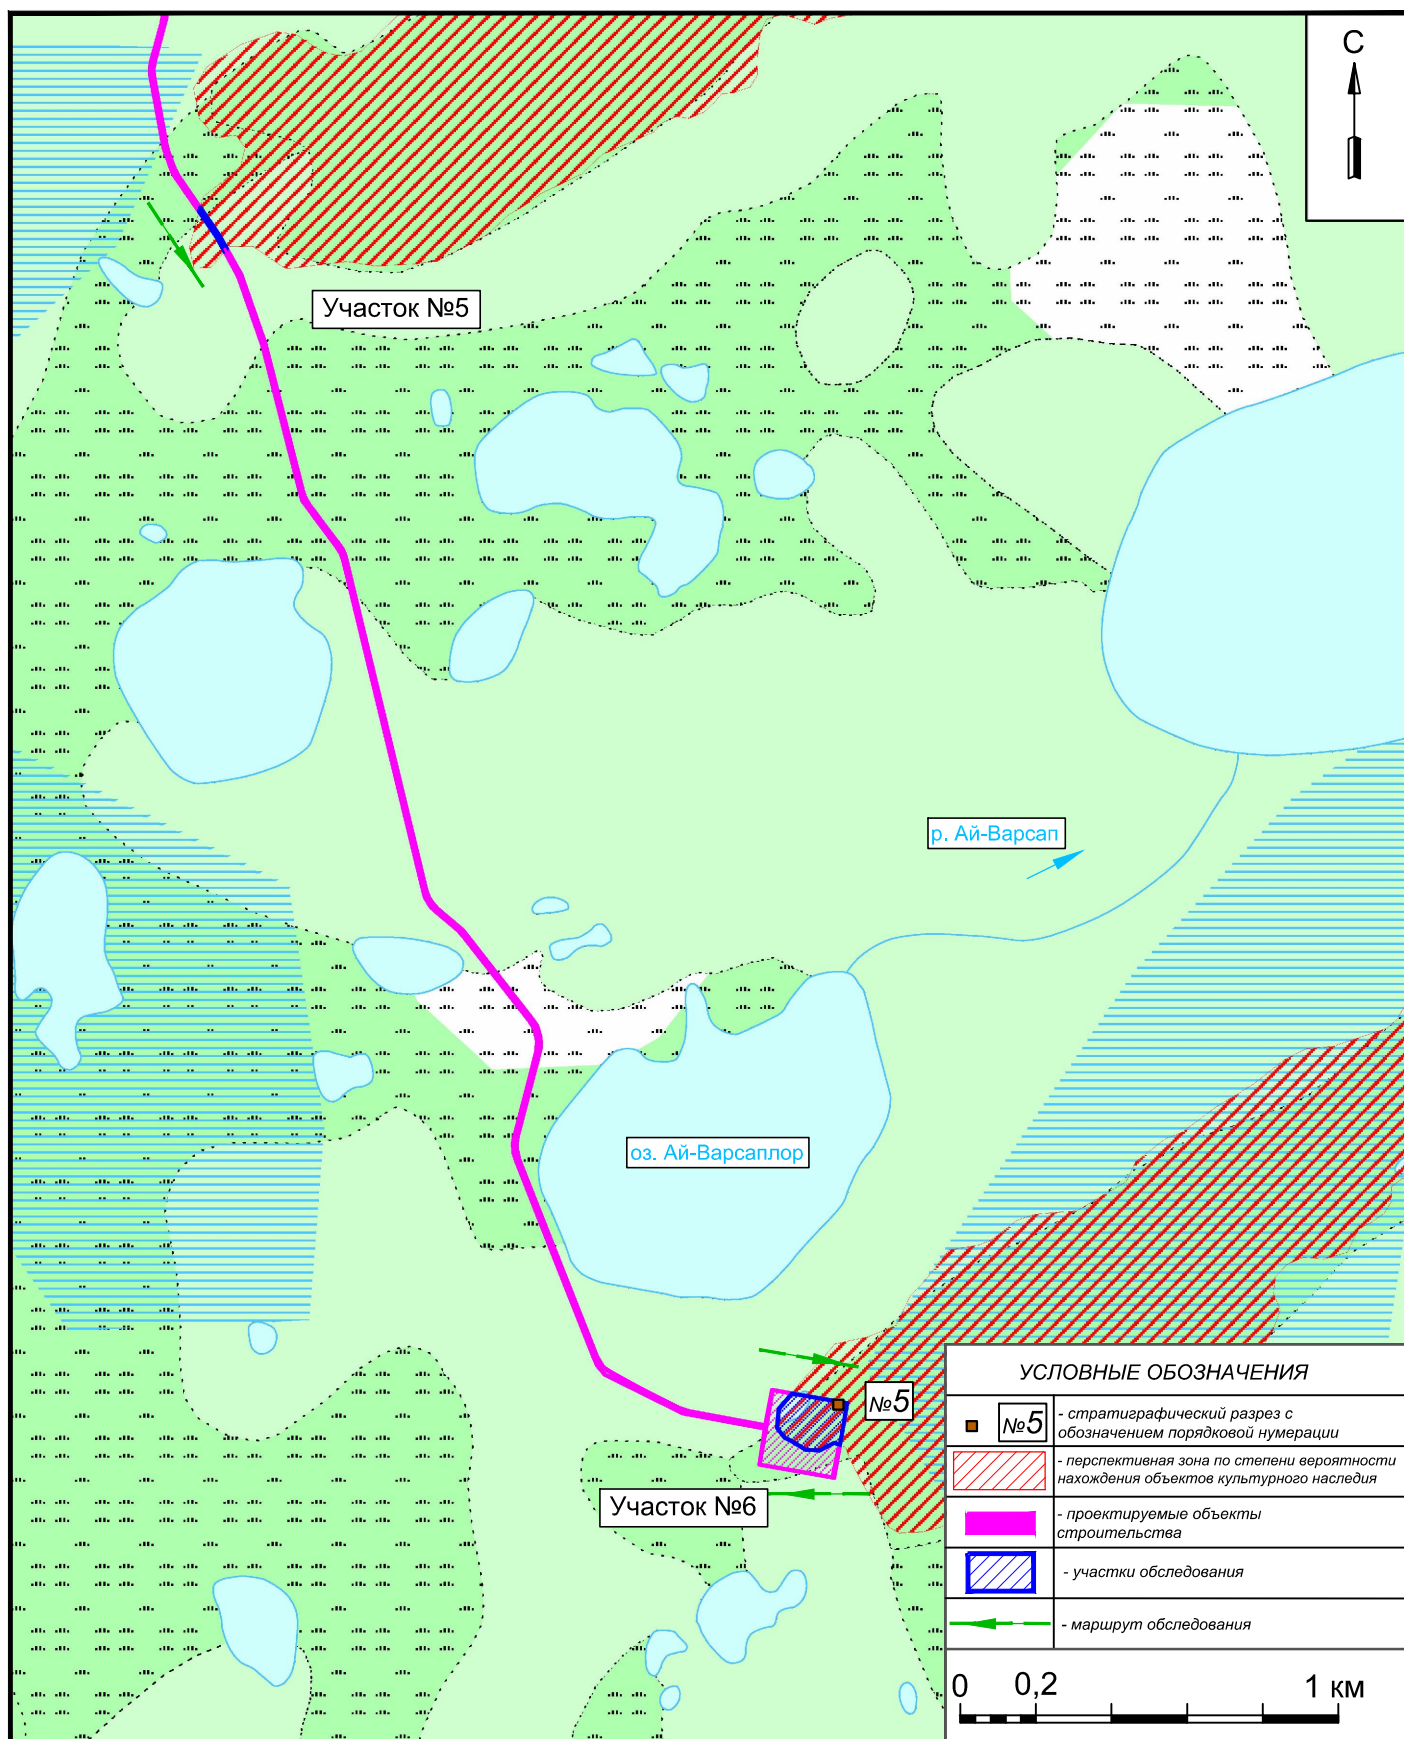 С
Участок №5
р. Ай-Варсап
оз. Ай-Варсаплор
№5
Участок №6
УСЛОВНЫЕ ОБОЗНАЧЕНИЯ
№5
- стратиграфический разрез с
обозначением порядковой нумерации
- перспективная зона по степени вероятности
нахождения объектов культурного наследия
- проектируемые объекты
строительства
- участки обследования
- маршрут обследования
0 0,2 1 км